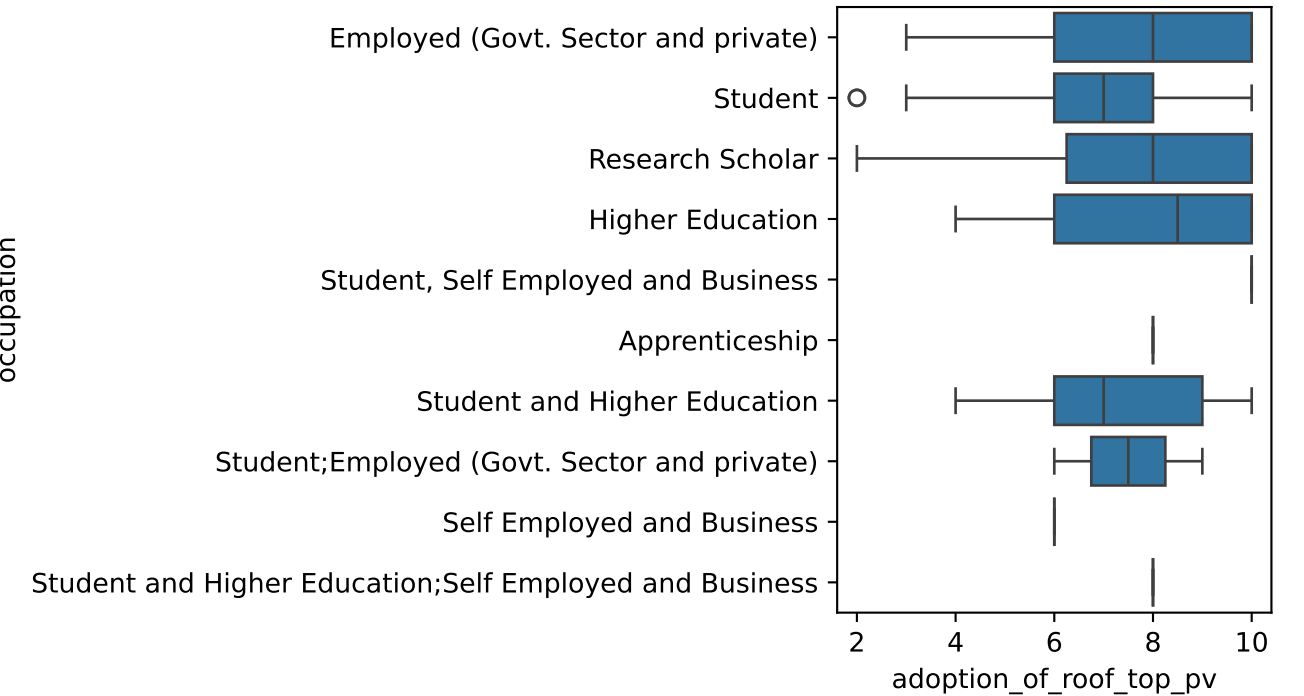 occupation
Employed (Govt. Sector and private)
Student
Research Scholar
Higher Education
Student, Self Employed and Business
Apprenticeship
Student and Higher Education
Student;Employed (Govt. Sector and private)
Self Employed and Business
Student and Higher Education;Self Employed and Business
2 4 6 8 10
adoption_of_roof_top_pv